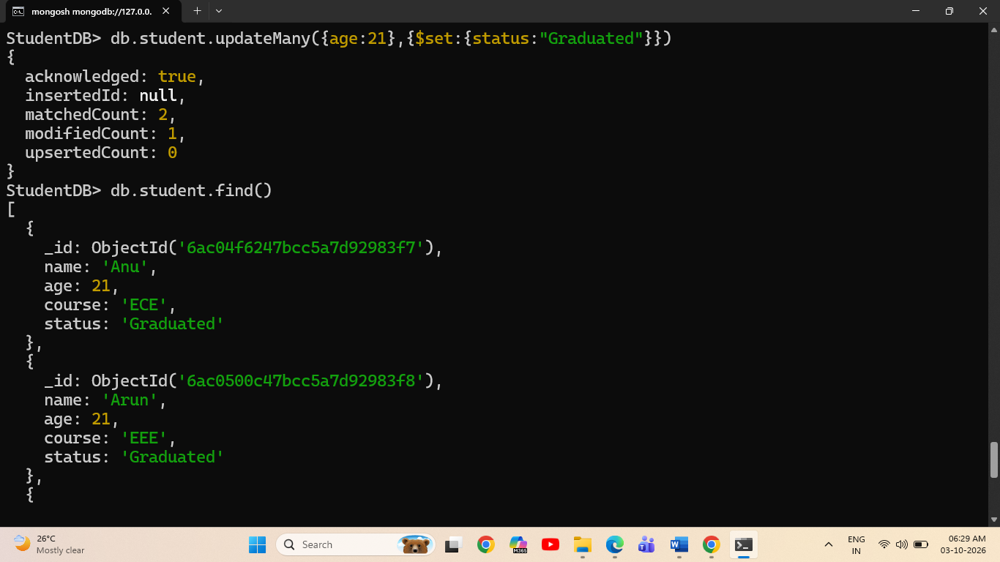 mongosh mongodb://127.0.0.
StudentDB> db.student.updateMany({age:21},{$set:{status:"Graduated"}})
{
  acknowledged: true,
  insertedId: null,
  matchedCount: 2,
  modifiedCount: 1,
  upsertedCount: 0
}
StudentDB> db.student.find()
[
  {
    _id: ObjectId('6ac04f6247bcc5a7d92983f7'),
    name: 'Anu',
    age: 21,
    course: 'ECE',
    status: 'Graduated'
  },
  {
    _id: ObjectId('6ac0500c47bcc5a7d92983f8'),
    name: 'Arun',
    age: 21,
    course: 'EEE',
    status: 'Graduated'
  },
  {
26°C
Mostly clear
Search
M365
T
W
ENG
IN
06:29 AM
03-10-2026